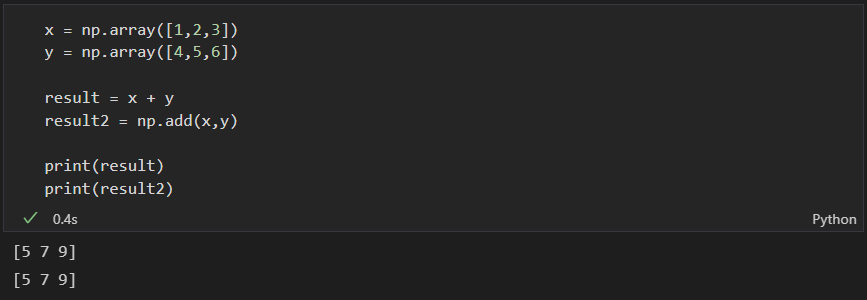 x = np.array([1,2,3])
y = np.array([4,5,6])
result = x + y
result2 = np.add(x,y)
print(result)
print(result2)
0.4s
Python
[5 7 9]
[5 7 9]